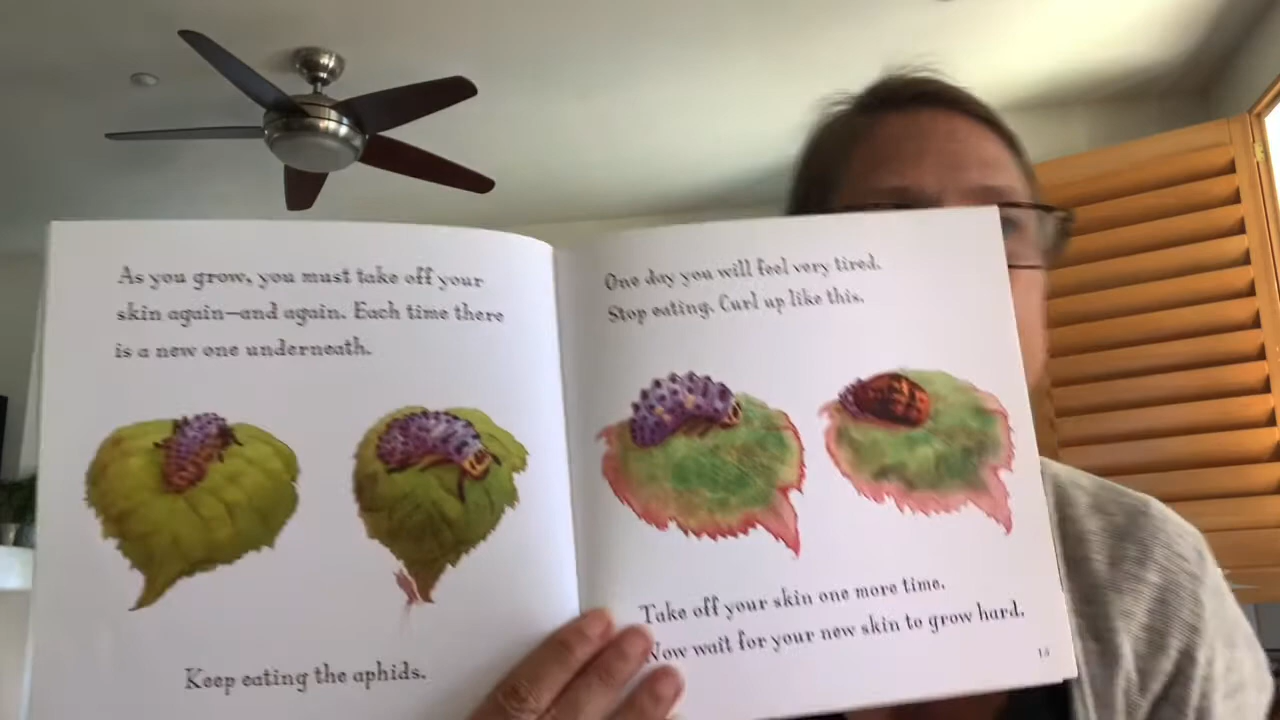 As you grow, you must take off your
skin again—and again. Each time there
is a new one underneath.
Keep eating the aphids.
One day you will feel very tired.
Stop eating. Curl up like this.
Take off your skin one more time.
Now wait for your new skin to grow hard.